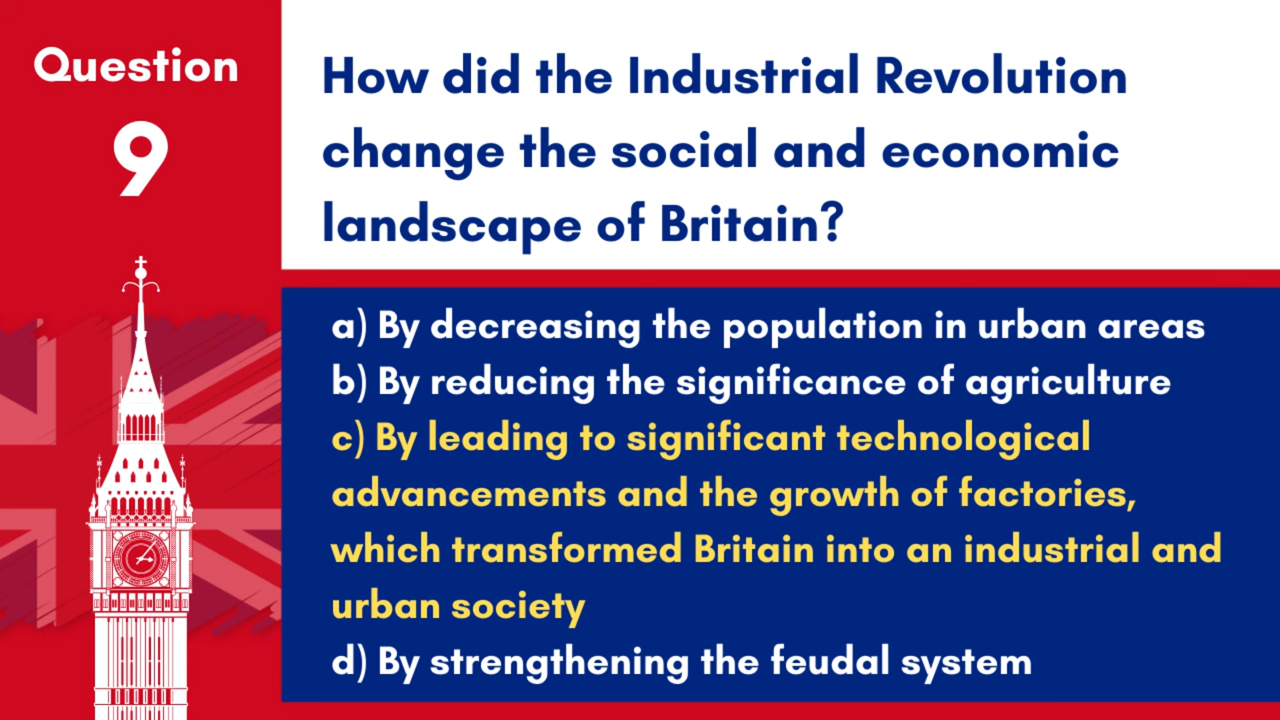 Question
9
How did the Industrial Revolution
change the social and economic
landscape of Britain?
a) By decreasing the population in urban areas
b) By reducing the significance of agriculture
c) By leading to significant technological
advancements and the growth of factories,
which transformed Britain into an industrial and
urban society
d) By strengthening the feudal system